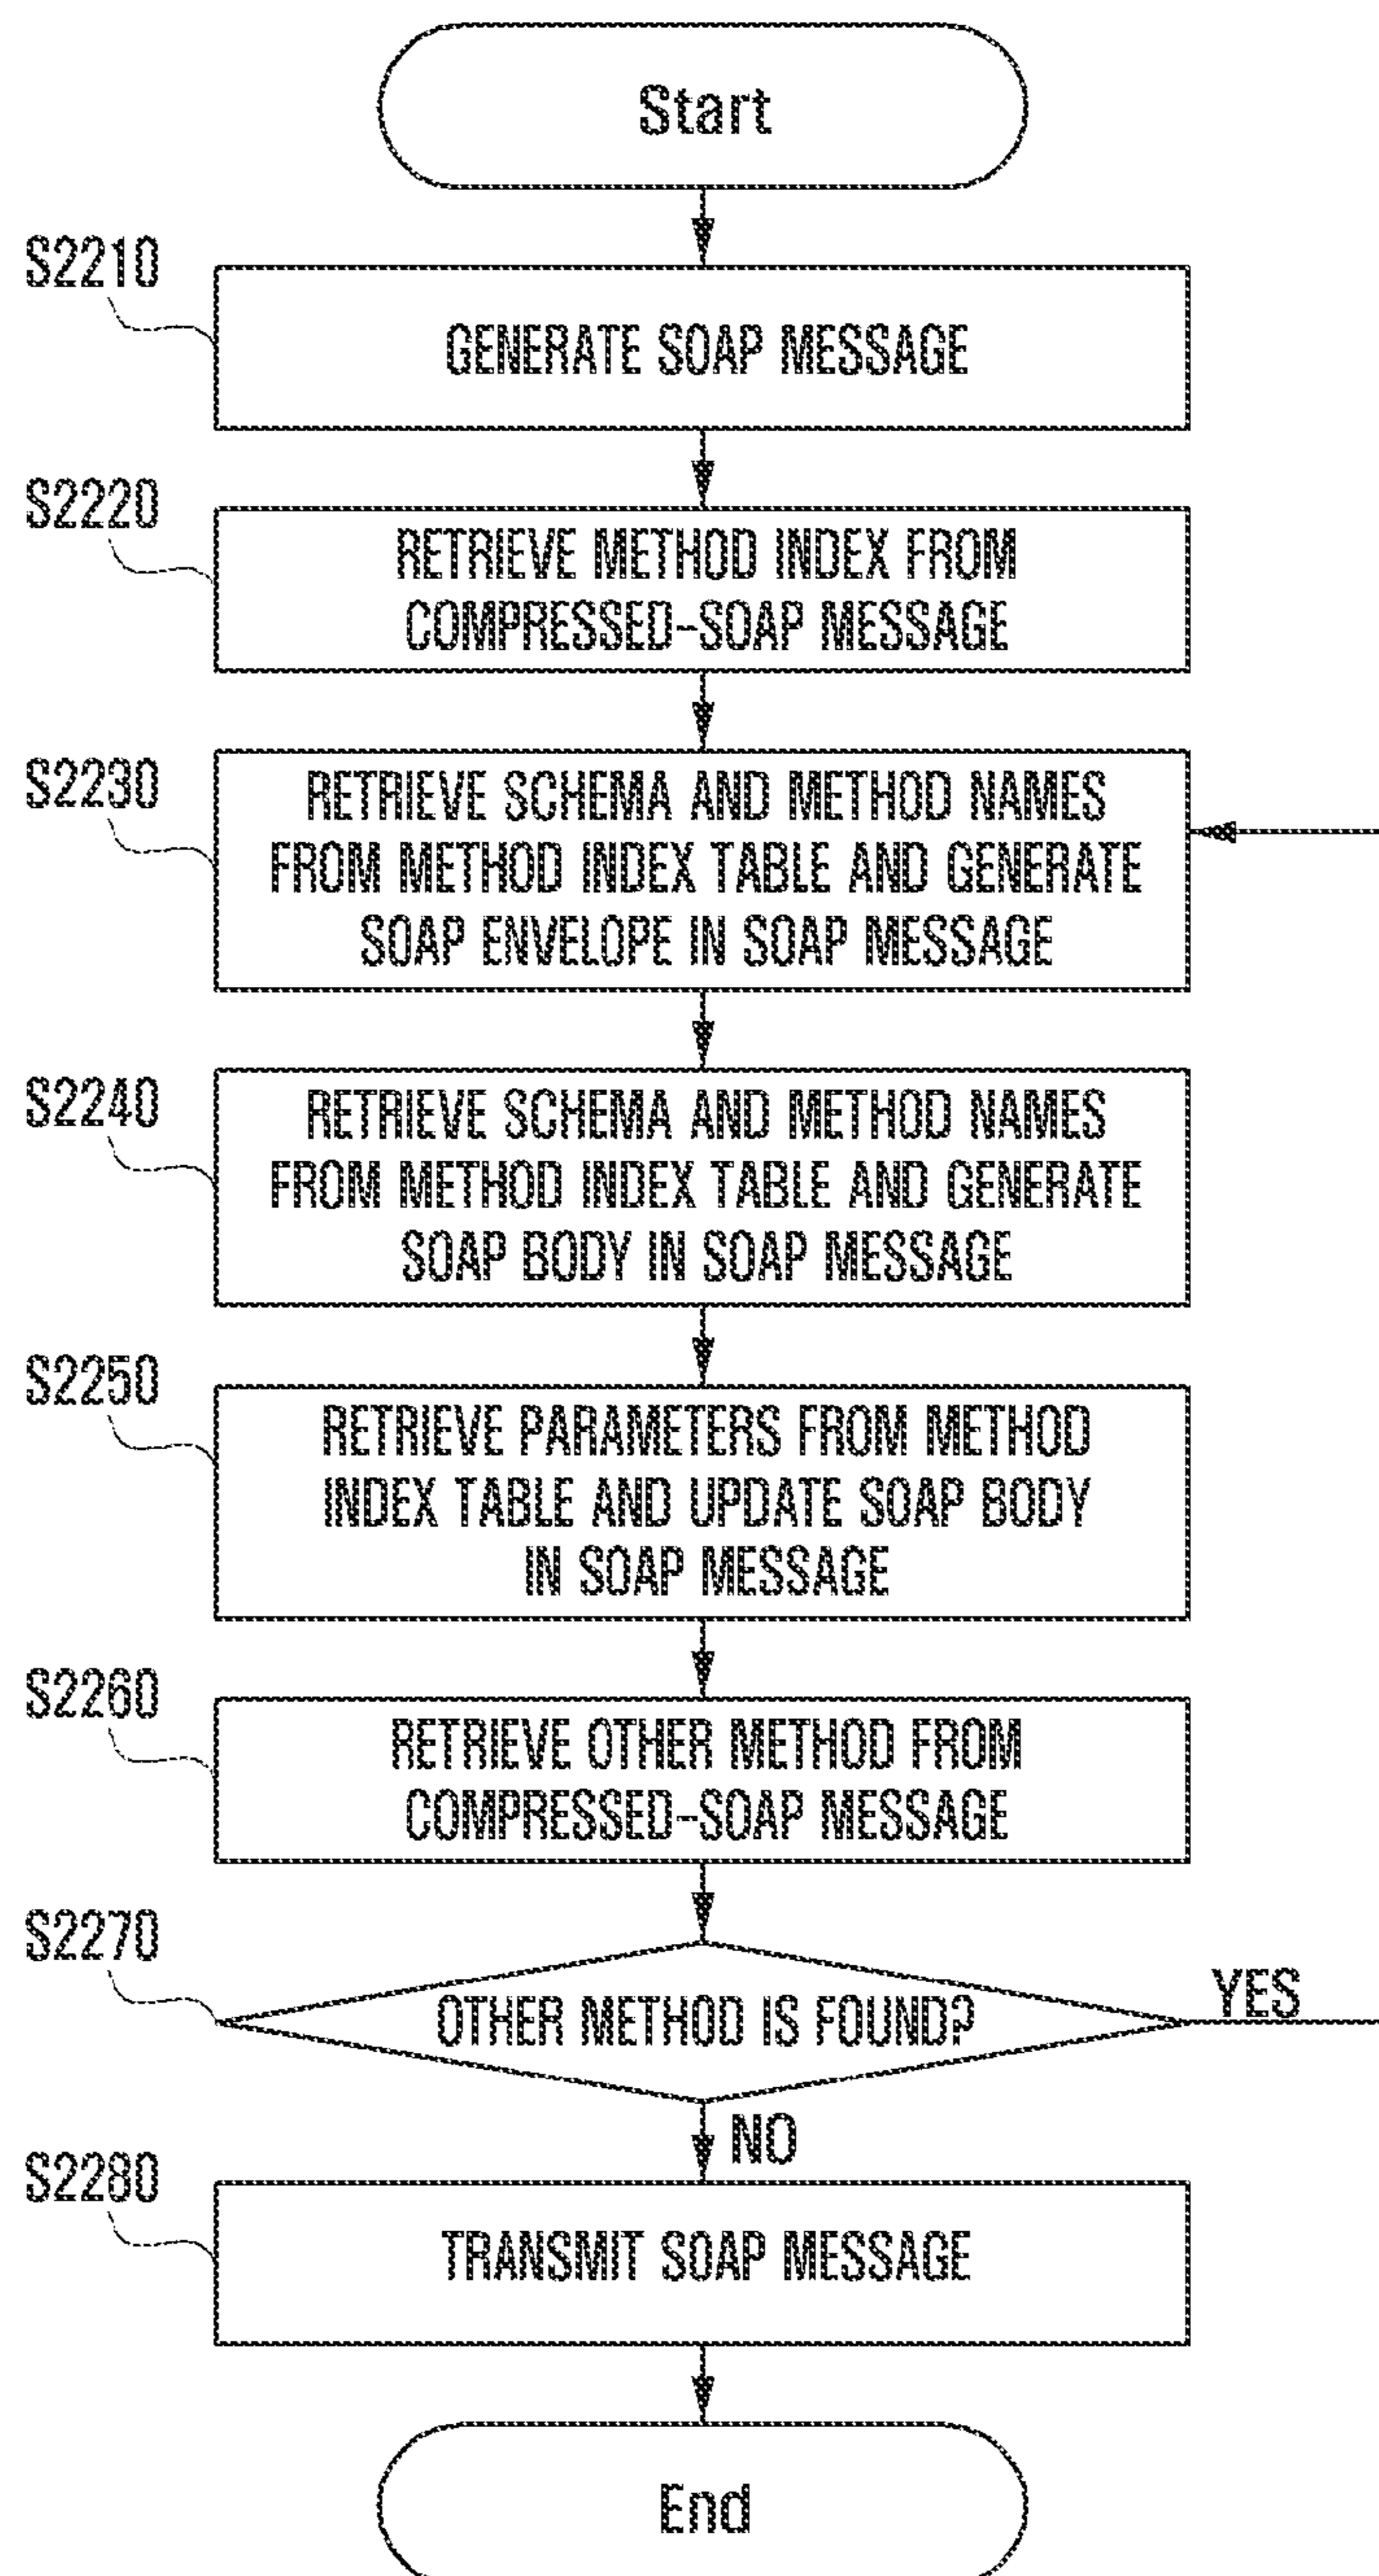 Start
S2210
GENERATE SOAP MESSAGE
S2220
RETRIEVE METHOD INDEX FROM
COMPRESSED-SOAP MESSAGE
S2230
RETRIEVE SCHEMA AND METHOD NAMES
FROM METHOD INDEX TABLE AND GENERATE
SOAP ENVELOPE IN SOAP MESSAGE
S2240
RETRIEVE SCHEMA AND METHOD NAMES
FROM METHOD INDEX TABLE AND GENERATE
SOAP BODY IN SOAP MESSAGE
S2250
RETRIEVE PARAMETERS FROM METHOD
INDEX TABLE AND UPDATE SOAP BODY
IN SOAP MESSAGE
S2260
RETRIEVE OTHER METHOD FROM
COMPRESSED-SOAP MESSAGE
S2270
OTHER METHOD IS FOUND?
YES
NO
S2280
TRANSMIT SOAP MESSAGE
End